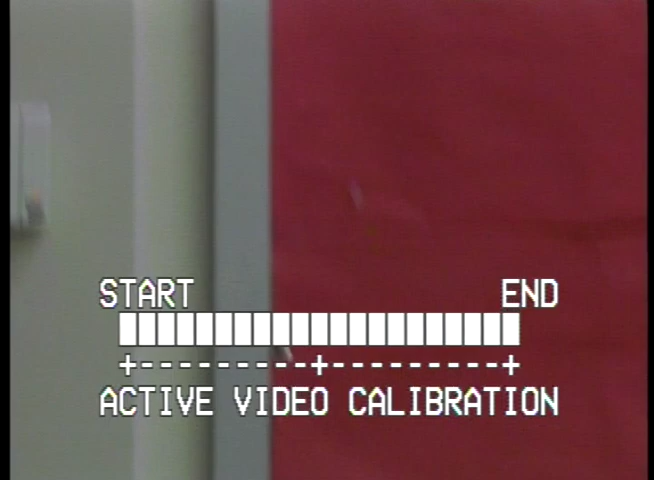 START END
+---------+---------+
ACTIVE VIDEO CALIBRATION